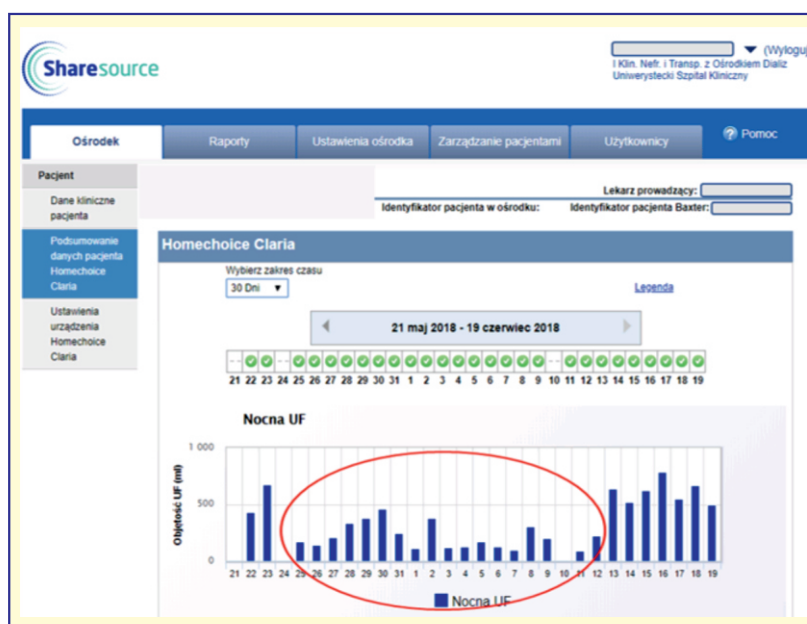 Sharesource
(Wyloguj
I Klin. Nefr. i Transp. z Ośrodkiem Dializ
Uniwerystecki Szpital Kliniczny
Ośrodek
Raporty
Ustawienia ośrodka
Zarządzanie pacjentami
Użytkownicy
Pomoc
Pacjent
Dane kliniczne
pacjenta
Podsumowanie
danych pacjenta
Homechoice
Claria
Ustawienia
urządzenia
Homechoice
Claria
Lekarz prowadzący:
Identyfikator pacjenta w ośrodku:
Identyfikator pacjenta Baxter:
Homechoice Claria
Wybierz zakres czasu
30 Dni
Legenda
21 maj 2018 - 19 czerwiec 2018
21 22 23 24 25 26 27 28 29 30 31 1 2 3 4 5 6 7 8 9 10 11 12 13 14 15 16 17 18 19
Nocna UF
Objętość UF (ml)
1 000
500
0
21 22 23 24 25 26 27 28 29 30 31 1 2 3 4 5 6 7 8 9 10 11 12 13 14 15 16 17 18 19
Nocna UF